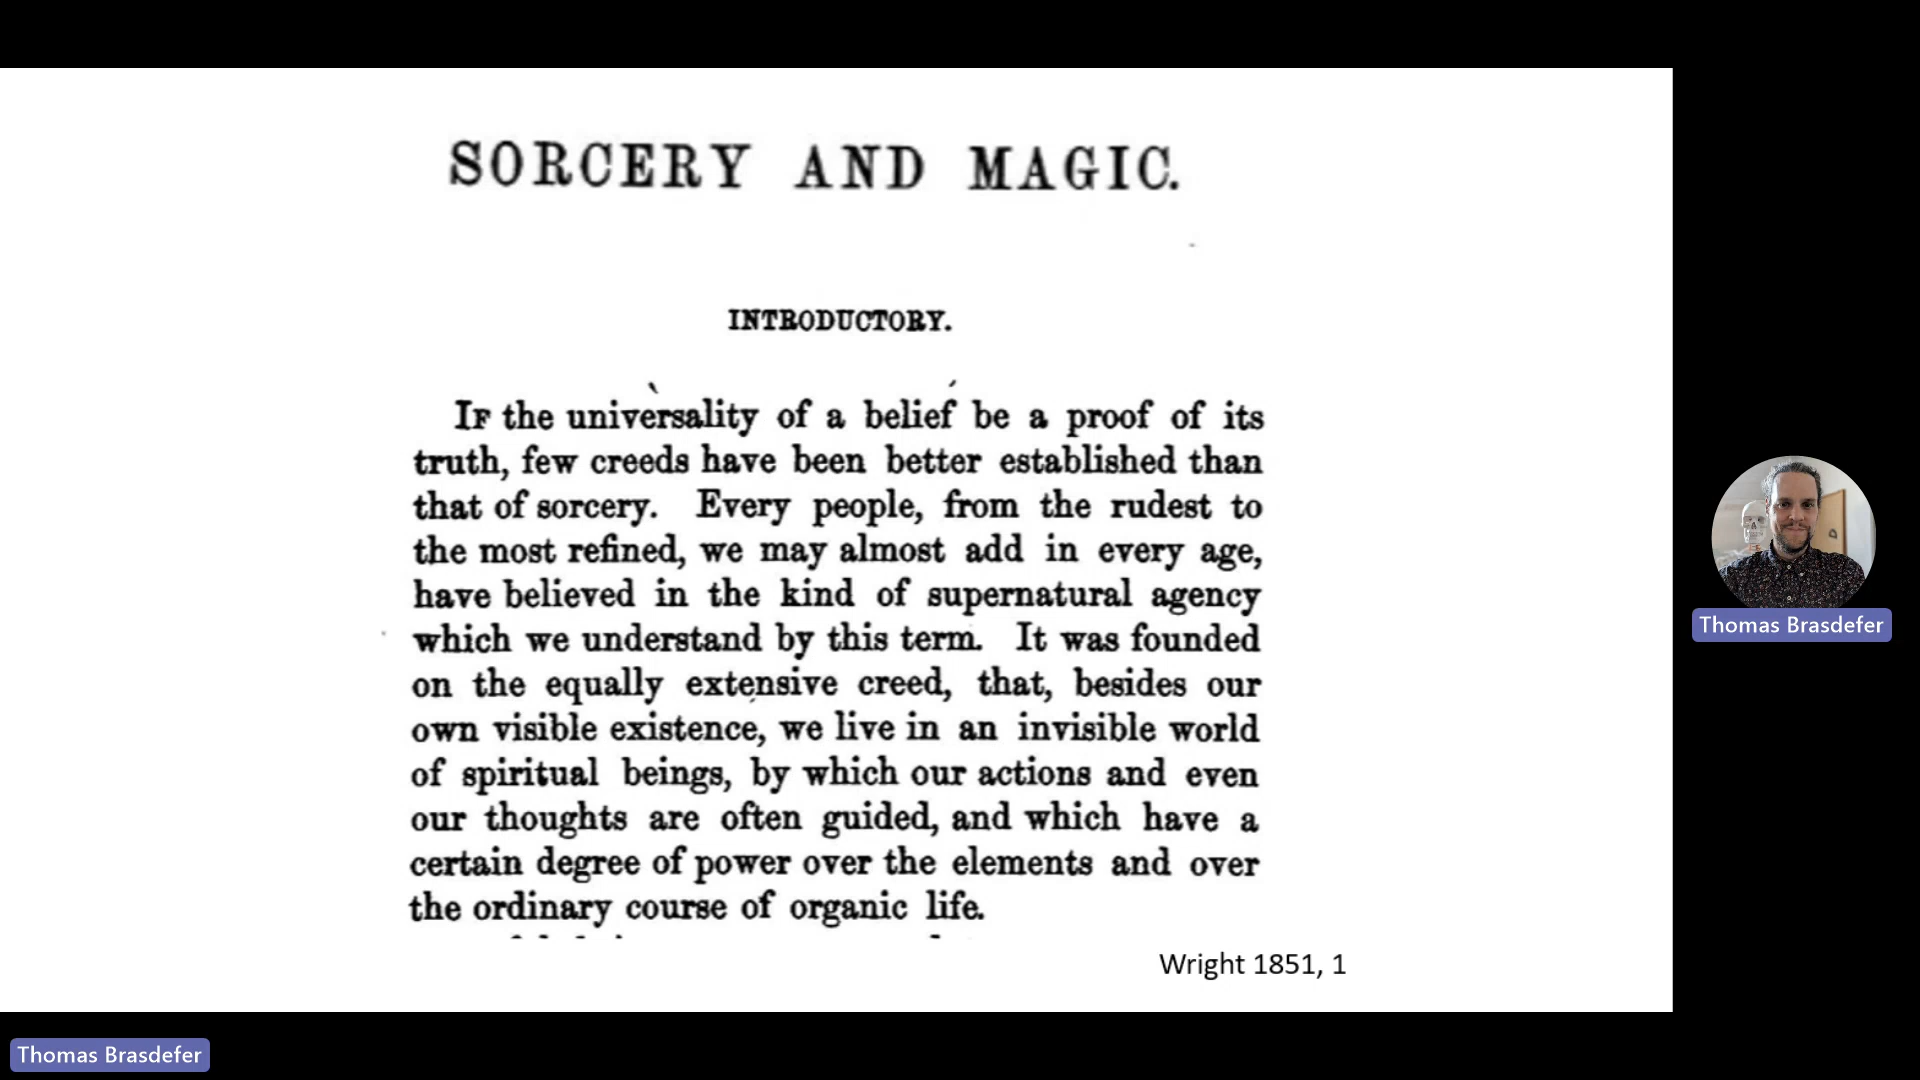 SORCERY AND MAGIC.
INTRODUCTORY.
IF the universality of a belief be a proof of its
truth, few creeds have been better established than
that of sorcery. Every people, from the rudest to
the most refined, we may almost add in every age,
have believed in the kind of supernatural agency
which we understand by this term. It was founded
on the equally extensive creed, that, besides our
own visible existence, we live in an invisible world
of spiritual beings, by which our actions and even
our thoughts are often guided, and which have a
certain degree of power over the elements and over
the ordinary course of organic life.
Wright 1851, 1
Thomas Brasdefer
Thomas Brasdefer